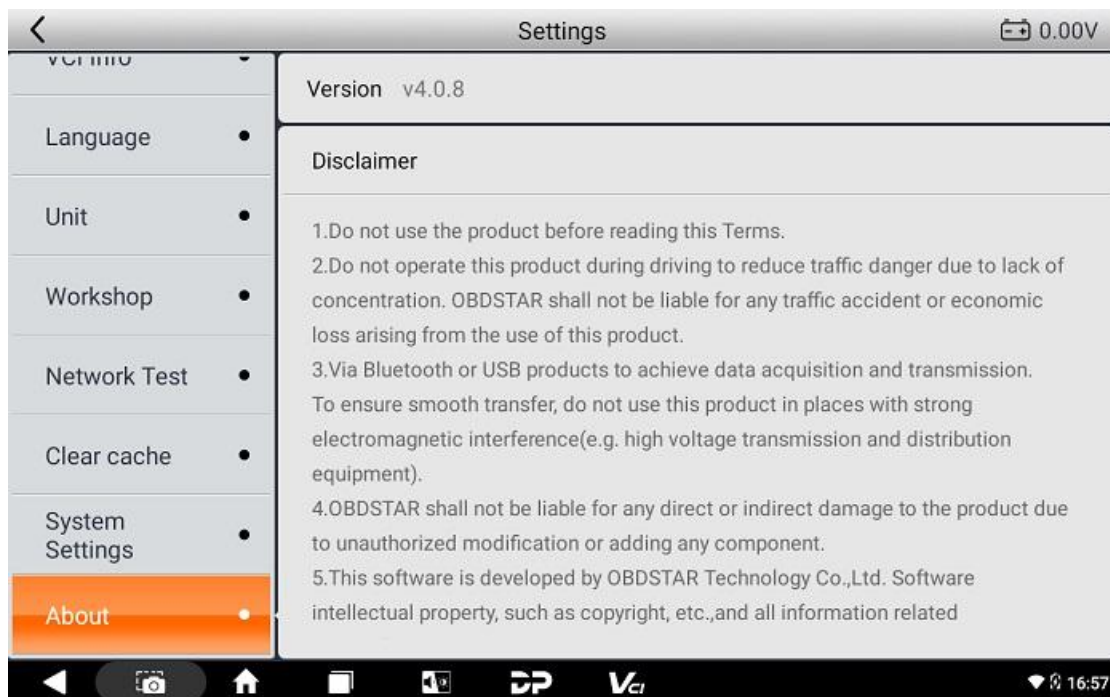 Settings
0.00V
VCI Info
Language
Unit
Workshop
Network Test
Clear cache
System
Settings
About
Version v4.0.8
Disclaimer
1.Do not use the product before reading this Terms.
2.Do not operate this product during driving to reduce traffic danger due to lack of
concentration. OBDSTAR shall not be liable for any traffic accident or economic
loss arising from the use of this product.
3.Via Bluetooth or USB products to achieve data acquisition and transmission.
To ensure smooth transfer, do not use this product in places with strong
electromagnetic interference(e.g. high voltage transmission and distribution
equipment).
4.OBDSTAR shall not be liable for any direct or indirect damage to the product due
to unauthorized modification or adding any component.
5.This software is developed by OBDSTAR Technology Co.,Ltd. Software
intellectual property, such as copyright, etc.,and all information related
DP
VCI
16:57